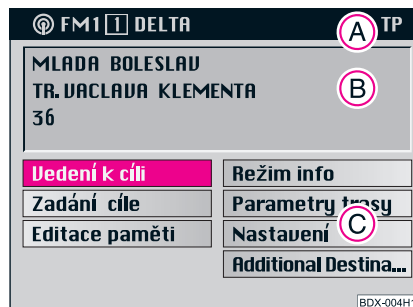 FM1 1 DELTA
A TP
MLADA BOLESLAV
TR. VACLAVA KLEMENTA
36
B
Vedení k cíli
Režim info
Zadání cíle
Parametry trasy
Editace paměti
Nastavení
C
Additional Destina...
BDX-004H